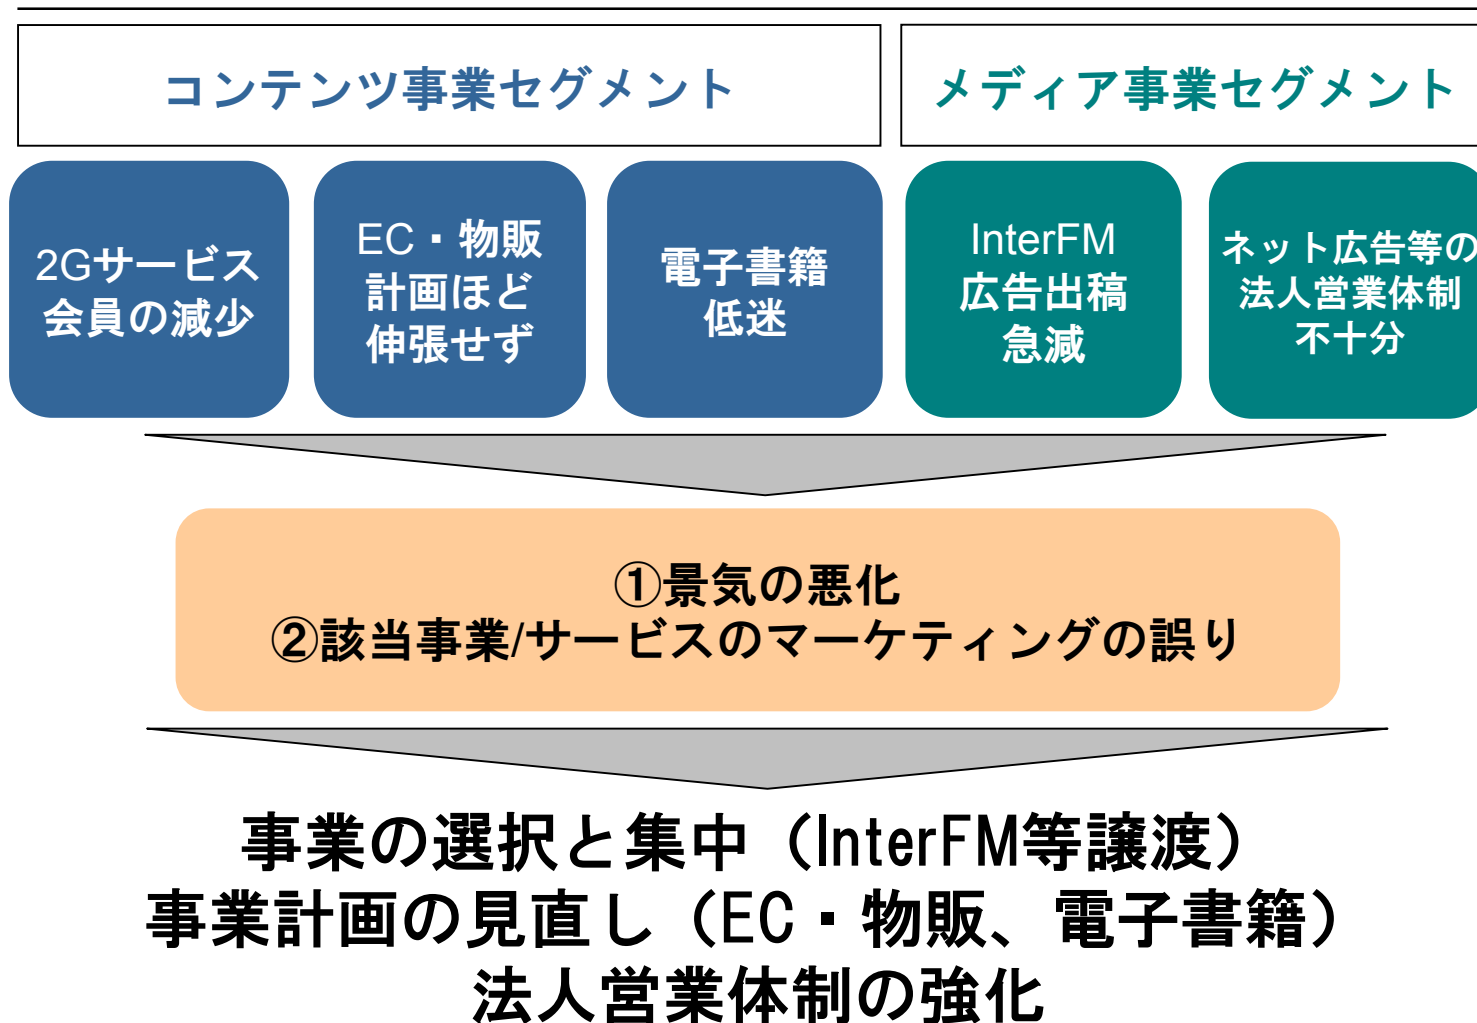 コンテンツ事業セグメント
メディア事業セグメント
2Gサービス
会員の減少
EC・物販
計画ほど
伸張せず
電子書籍
低迷
InterFM
広告出稿
急減
ネット広告等の
法人営業体制
不十分
①景気の悪化
②該当事業/サービスのマーケティングの誤り
事業の選択と集中（InterFM等譲渡）
事業計画の見直し（EC・物販、電子書籍）
法人営業体制の強化